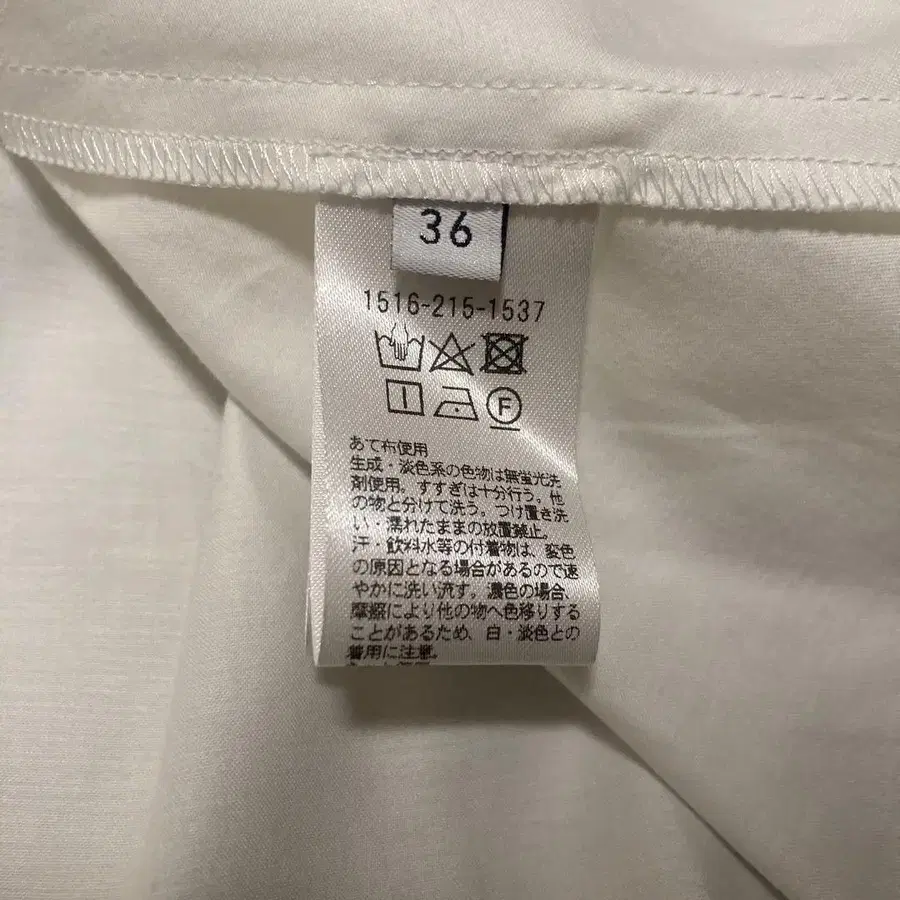 36
1516-215-1537
F
あて布使用
生成・淡色系の色物は無蛍光洗
剤使用。すすぎは十分行う。他
の物と分けて洗う。つけ置き洗
い・濡れたままの放置禁止。
汗・飲料水等の付着物は、変色
の原因となる場合があるので速
やかに洗い流す。濃色の場合、
摩擦により他の物へ色移りする
ことがあるため、白・淡色との
着用に注意。